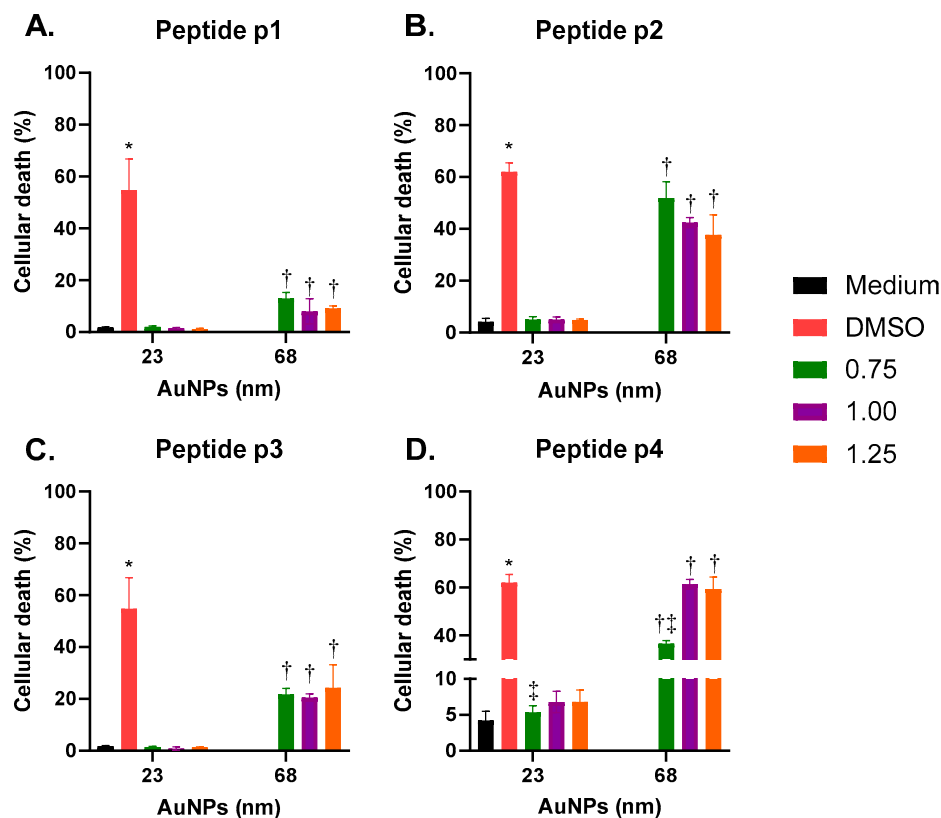 A.
Peptide p1
Cellular death (%)
100
80
60
40
20
0
*
†
†
†
23
68
AuNPs (nm)
B.
Peptide p2
Cellular death (%)
100
80
60
40
20
0
*
†
†
†
23
68
AuNPs (nm)
Medium
DMSO
0.75
1.00
1.25
C.
Peptide p3
Cellular death (%)
100
80
60
40
20
0
*
†
†
†
23
68
AuNPs (nm)
D.
Peptide p4
Cellular death (%)
100
80
60
40
10
5
0
*
‡
†‡
†
†
23
68
AuNPs (nm)